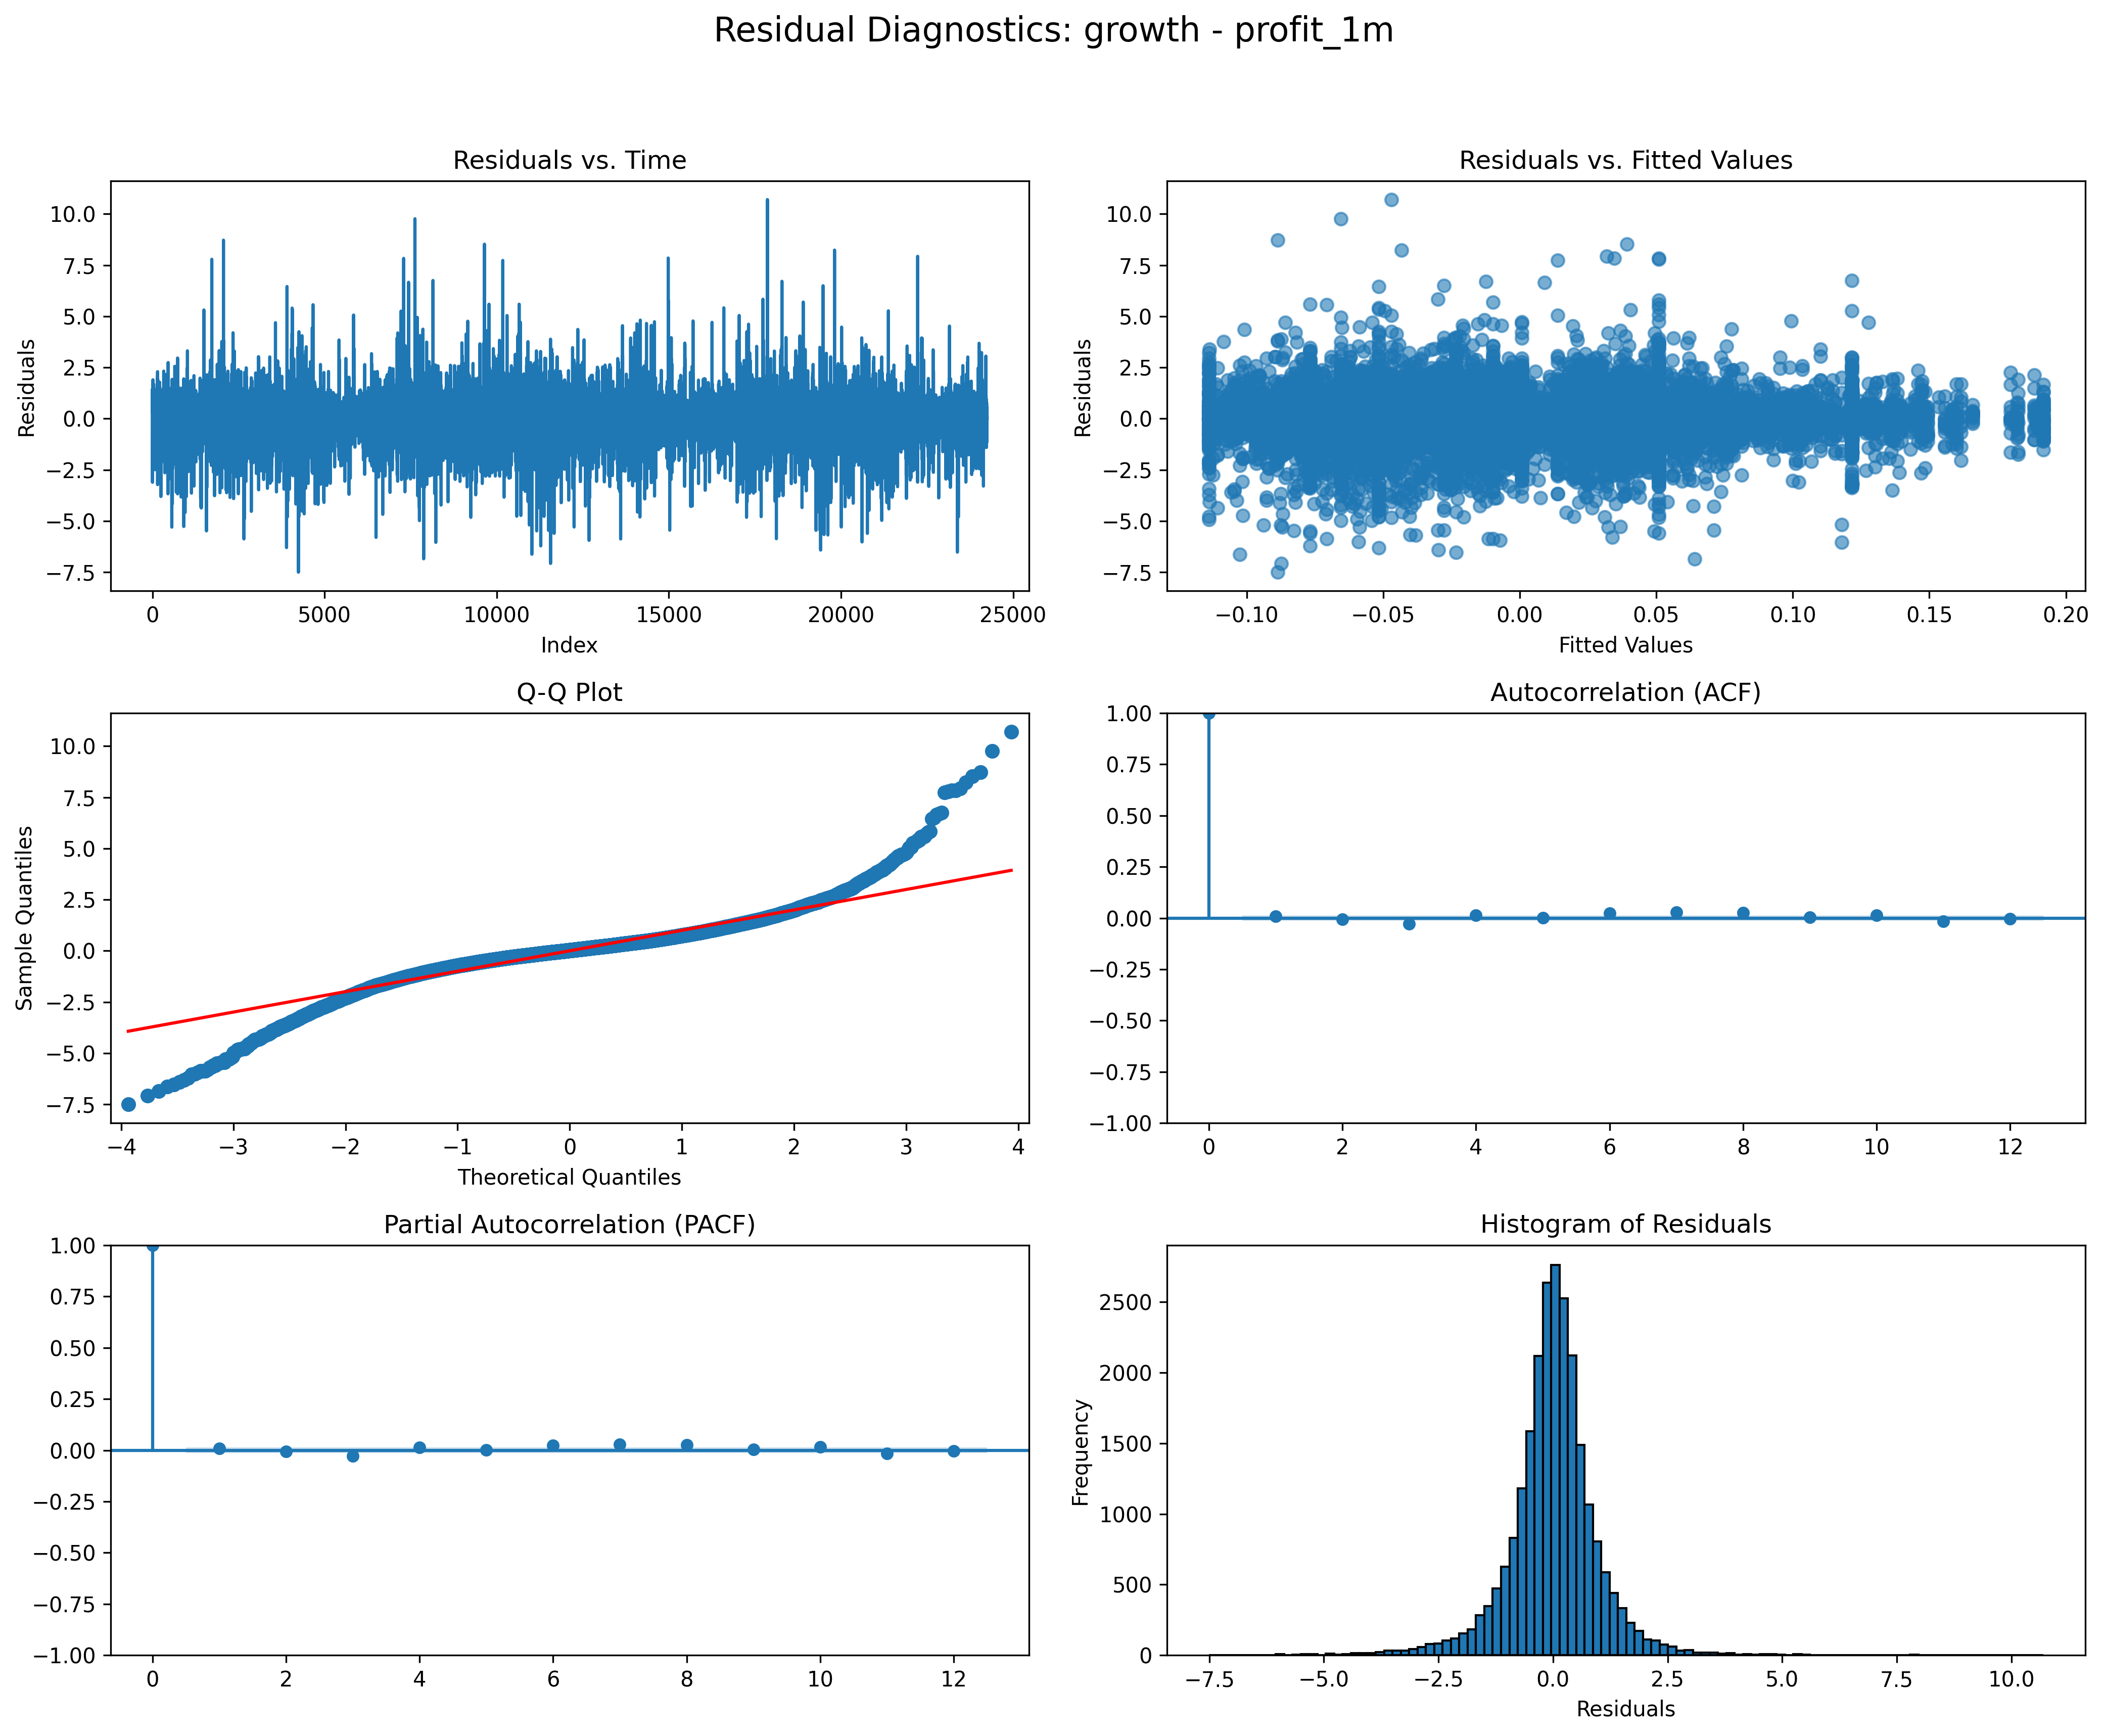 Residual Diagnostics: growth - profit_1m
Residuals vs. Time
Residuals
10.0
7.5
5.0
2.5
0.0
−2.5
−5.0
−7.5
0 5000 10000 15000 20000 25000
Index
Residuals vs. Fitted Values
Residuals
10.0
7.5
5.0
2.5
0.0
−2.5
−5.0
−7.5
−0.10 −0.05 0.00 0.05 0.10 0.15 0.20
Fitted Values
Q-Q Plot
Sample Quantiles
10.0
7.5
5.0
2.5
0.0
−2.5
−5.0
−7.5
−4 −3 −2 −1 0 1 2 3 4
Theoretical Quantiles
Autocorrelation (ACF)
1.00
0.75
0.50
0.25
0.00
−0.25
−0.50
−0.75
−1.00
0 2 4 6 8 10 12
Partial Autocorrelation (PACF)
1.00
0.75
0.50
0.25
0.00
−0.25
−0.50
−0.75
−1.00
0 2 4 6 8 10 12
Histogram of Residuals
Frequency
2500
2000
1500
1000
500
0
−7.5 −5.0 −2.5 0.0 2.5 5.0 7.5 10.0
Residuals